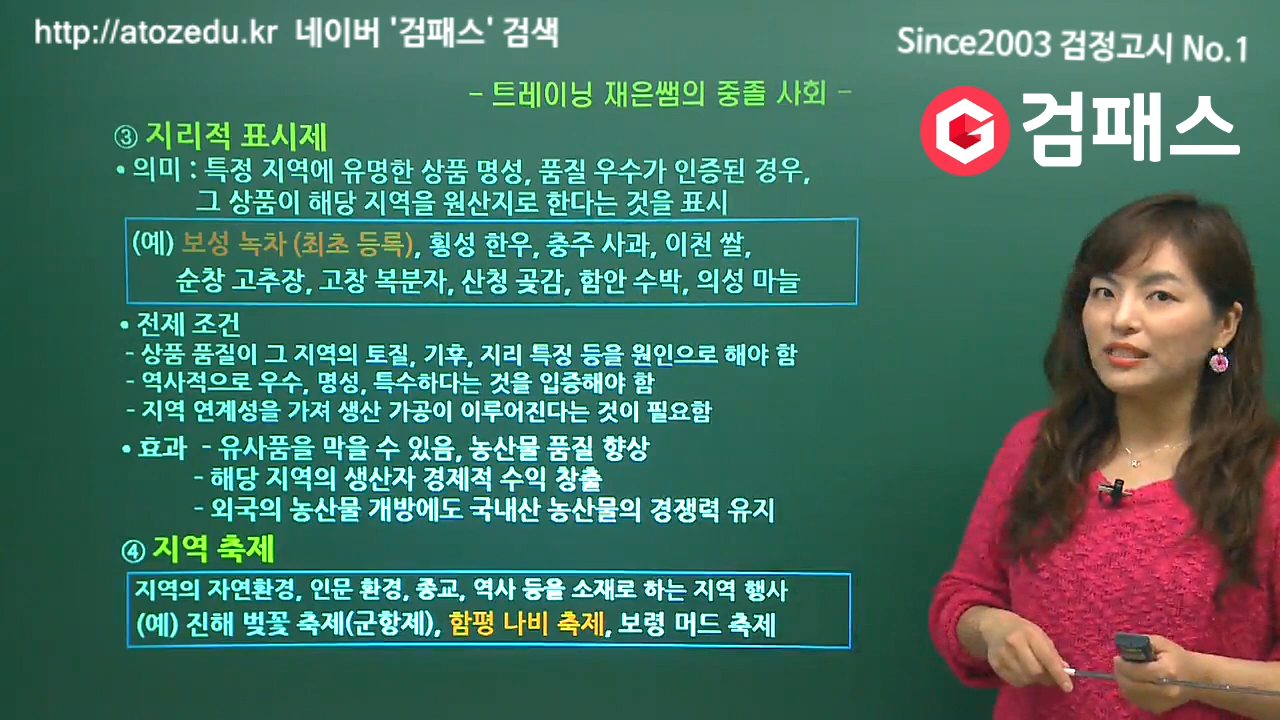 http://atozedu.kr 네이버 '검패스' 검색
Since2003 검정고시 No.1
검패스
- 트레이닝 재은쌤의 중졸 사회 -
③ 지리적 표시제
• 의미 : 특정 지역에 유명한 상품 명성, 품질 우수가 인증된 경우,
그 상품이 해당 지역을 원산지로 한다는 것을 표시
(예) 보성 녹차 (최초 등록), 횡성 한우, 충주 사과, 이천 쌀,
순창 고추장, 고창 복분자, 산청 곶감, 함안 수박, 의성 마늘
• 전제 조건
- 상품 품질이 그 지역의 토질, 기후, 지리 특징 등을 원인으로 해야 함
- 역사적으로 우수, 명성, 특수하다는 것을 입증해야 함
- 지역 연계성을 가져 생산 가공이 이루어진다는 것이 필요함
• 효과 - 유사품을 막을 수 있음, 농산물 품질 향상
- 해당 지역의 생산자 경제적 수익 창출
- 외국의 농산물 개방에도 국내산 농산물의 경쟁력 유지
④ 지역 축제
지역의 자연환경, 인문 환경, 종교, 역사 등을 소재로 하는 지역 행사
(예) 진해 벚꽃 축제(군항제), 함평 나비 축제, 보령 머드 축제